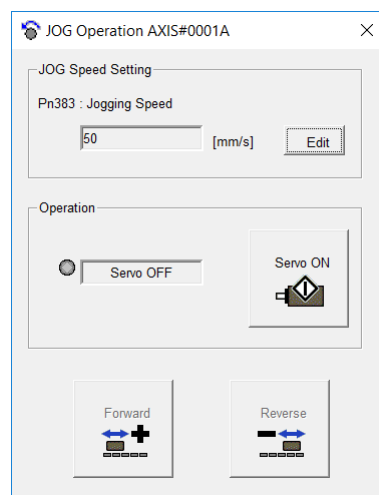 JOG Operation AXIS#0001A
JOG Speed Setting
Pn383 : Jogging Speed
50 [mm/s] Edit
Operation
Servo OFF
Servo ON
Forward
Reverse